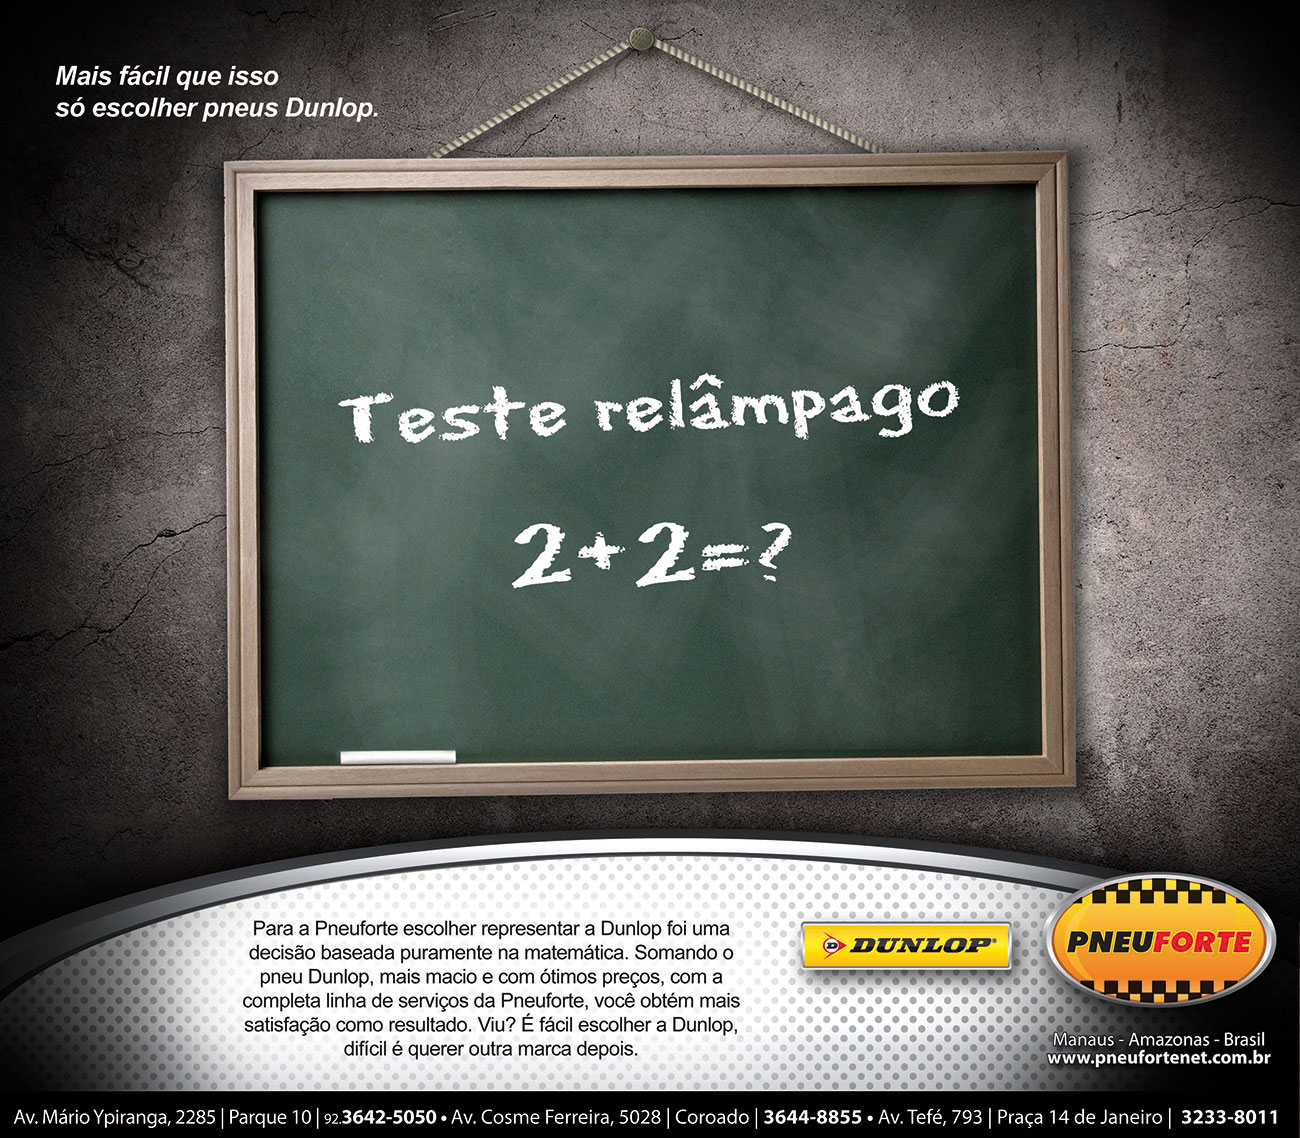 Mais fácil que isso
só escolher pneus Dunlop.
Teste relâmpago
2+2=?
Para a Pneuforte escolher representar a Dunlop foi uma
decisão baseada puramente na matemática. Somando o
pneu Dunlop, mais macio e com ótimos preços, com a
completa linha de serviços da Pneuforte, você obtém mais
satisfação como resultado. Viu? É fácil escolher a Dunlop,
difícil é querer outra marca depois.
D DUNLOP®
PNEUFORTE
Manaus - Amazonas - Brasil
www.pneufortenet.com.br
Av. Mário Ypiranga, 2285 | Parque 10 | 92.3642-5050 • Av. Cosme Ferreira, 5028 | Coroado | 3644-8855 • Av. Tefé, 793 | Praça 14 de Janeiro | 3233-8011